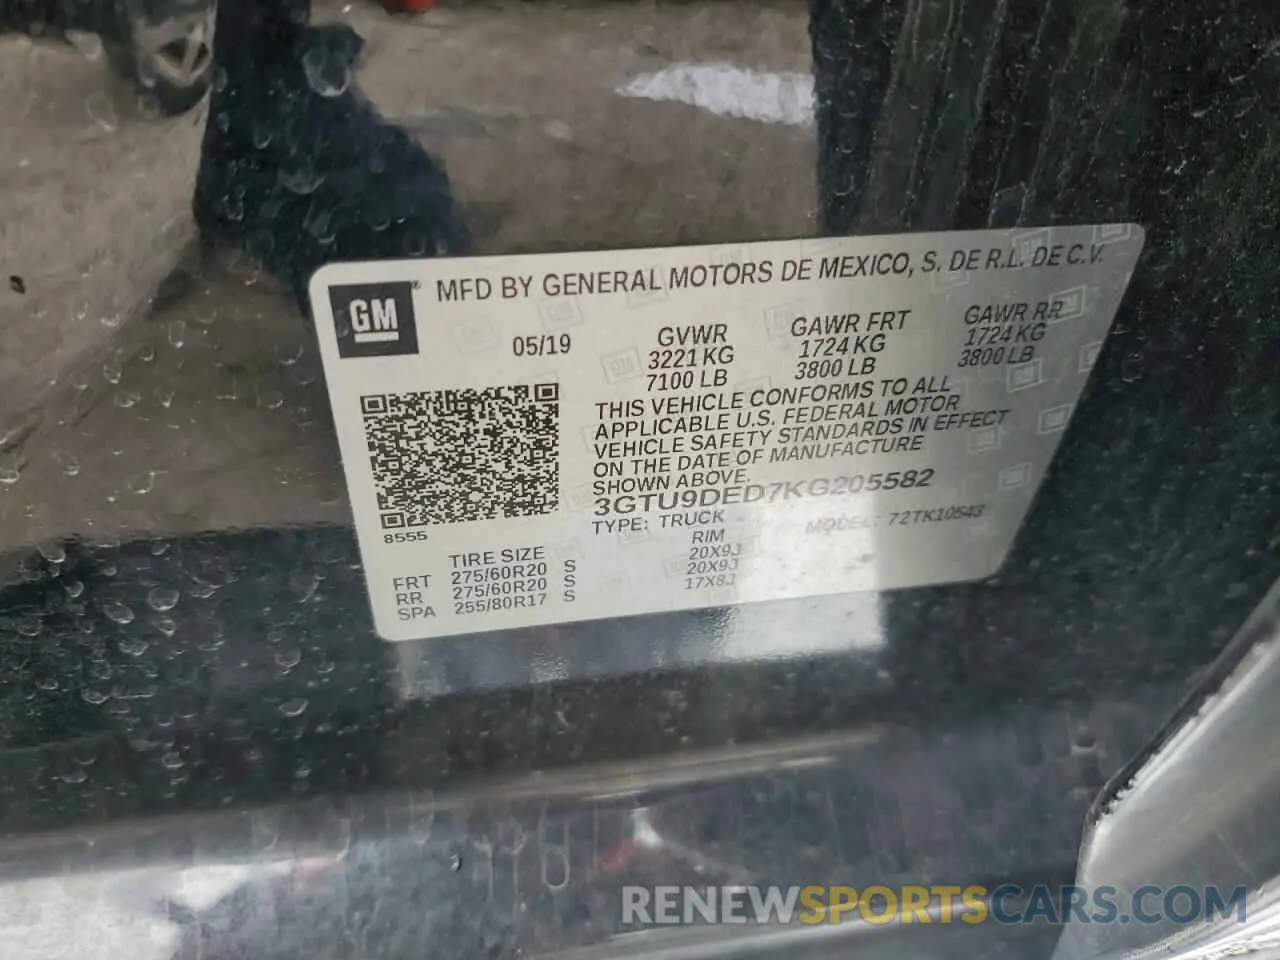 GM
MFD BY GENERAL MOTORS DE MEXICO, S. DE R.L. DE C.V.
05/19 GVWR GAWR FRT GAWR RR
3221 KG 1724 KG 1724 KG
7100 LB 3800 LB 3800 LB
THIS VEHICLE CONFORMS TO ALL
APPLICABLE U.S. FEDERAL MOTOR
VEHICLE SAFETY STANDARDS IN EFFECT
ON THE DATE OF MANUFACTURE
SHOWN ABOVE.
3GTU9DED7KG205582
TYPE: TRUCK MODEL: 72TK10543
8555
TIRE SIZE RIM
FRT 275/60R20 S 20X9J
RR 275/60R20 S 20X9J
SPA 255/80R17 S 17X8J
RENEWSPORTSCARS.COM